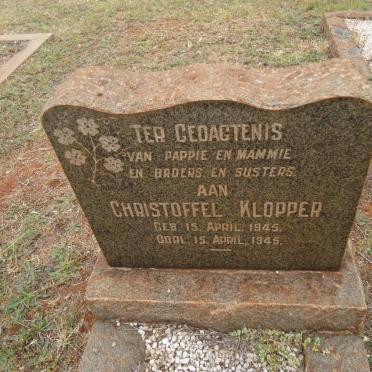 TER GEDAGTENIS
VAN PAPPIE EN MAMMIE
EN BROERS EN SUSTERS.
AAN
CHRISTOFFEL KLOPPER
GEB. 15. APRIL. 1945.
OORL. 15. APRIL. 1945.